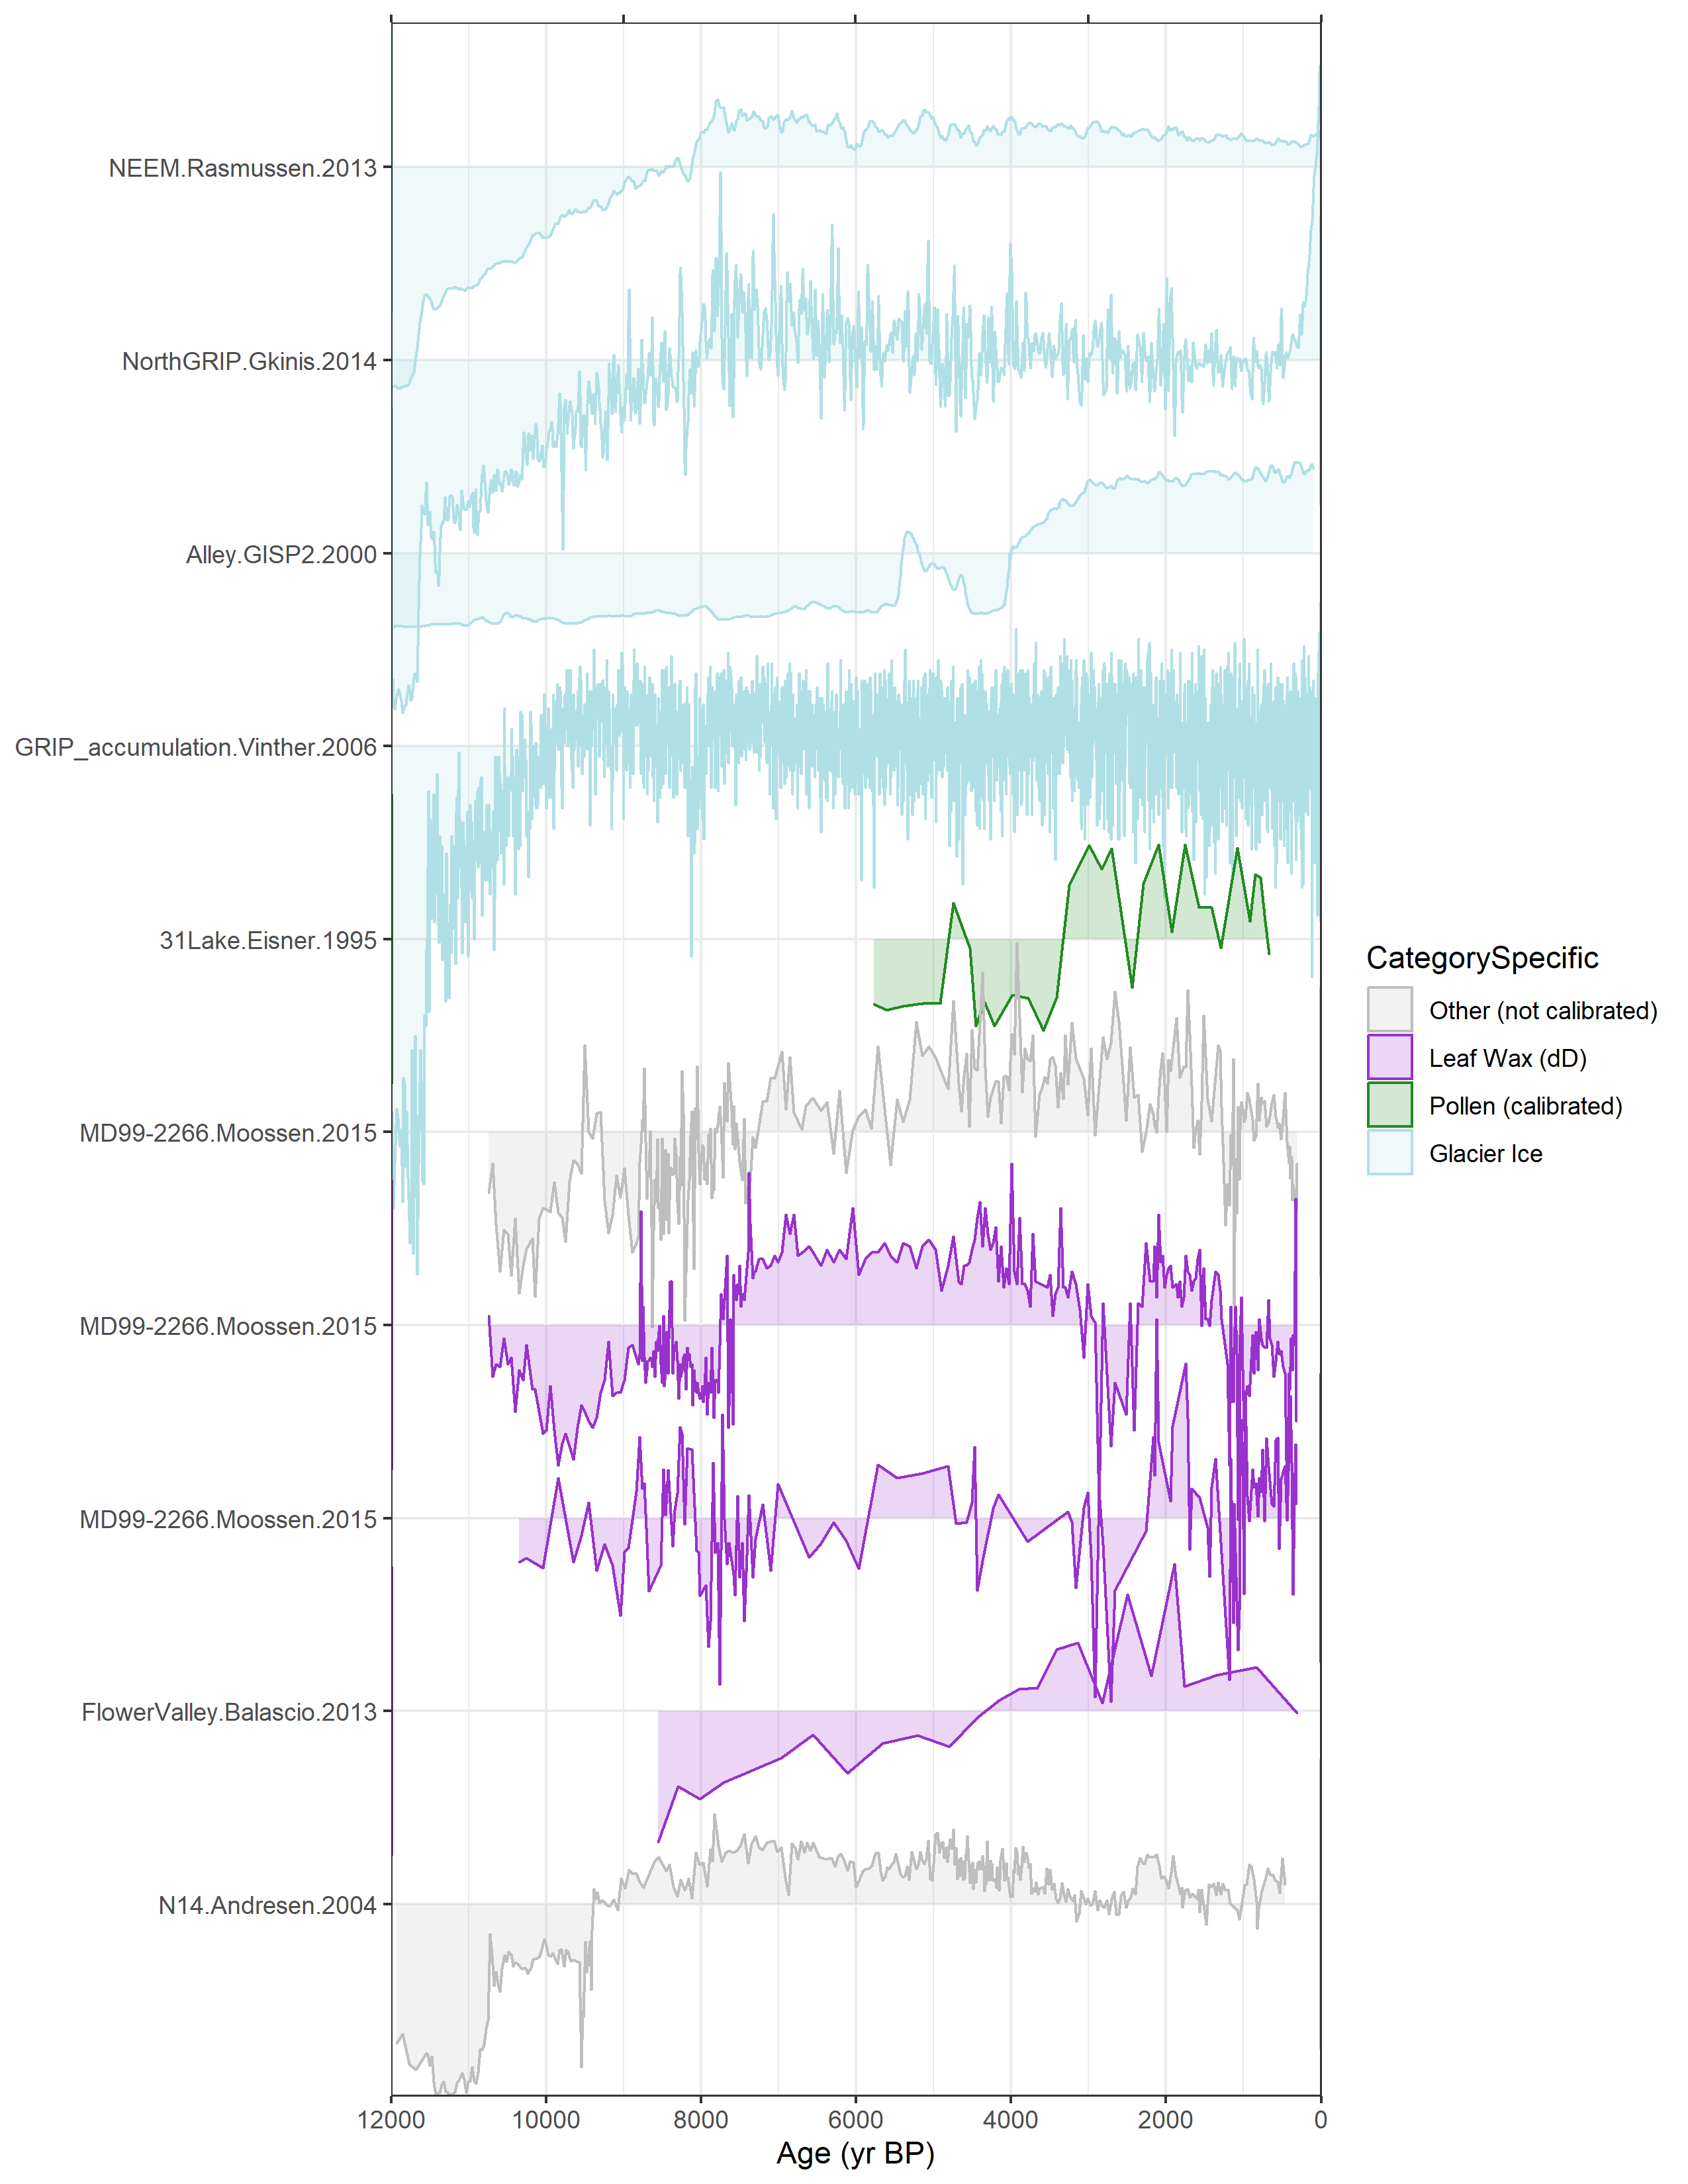 NEEM.Rasmussen.2013
NorthGRIP.Gkinis.2014
Alley.GISP2.2000
GRIP_accumulation.Vinther.2006
31Lake.Eisner.1995
MD99-2266.Moossen.2015
MD99-2266.Moossen.2015
MD99-2266.Moossen.2015
FlowerValley.Balascio.2013
N14.Andresen.2004
12000 10000 8000 6000 4000 2000 0
Age (yr BP)
CategorySpecific
Other (not calibrated)
Leaf Wax (dD)
Pollen (calibrated)
Glacier Ice